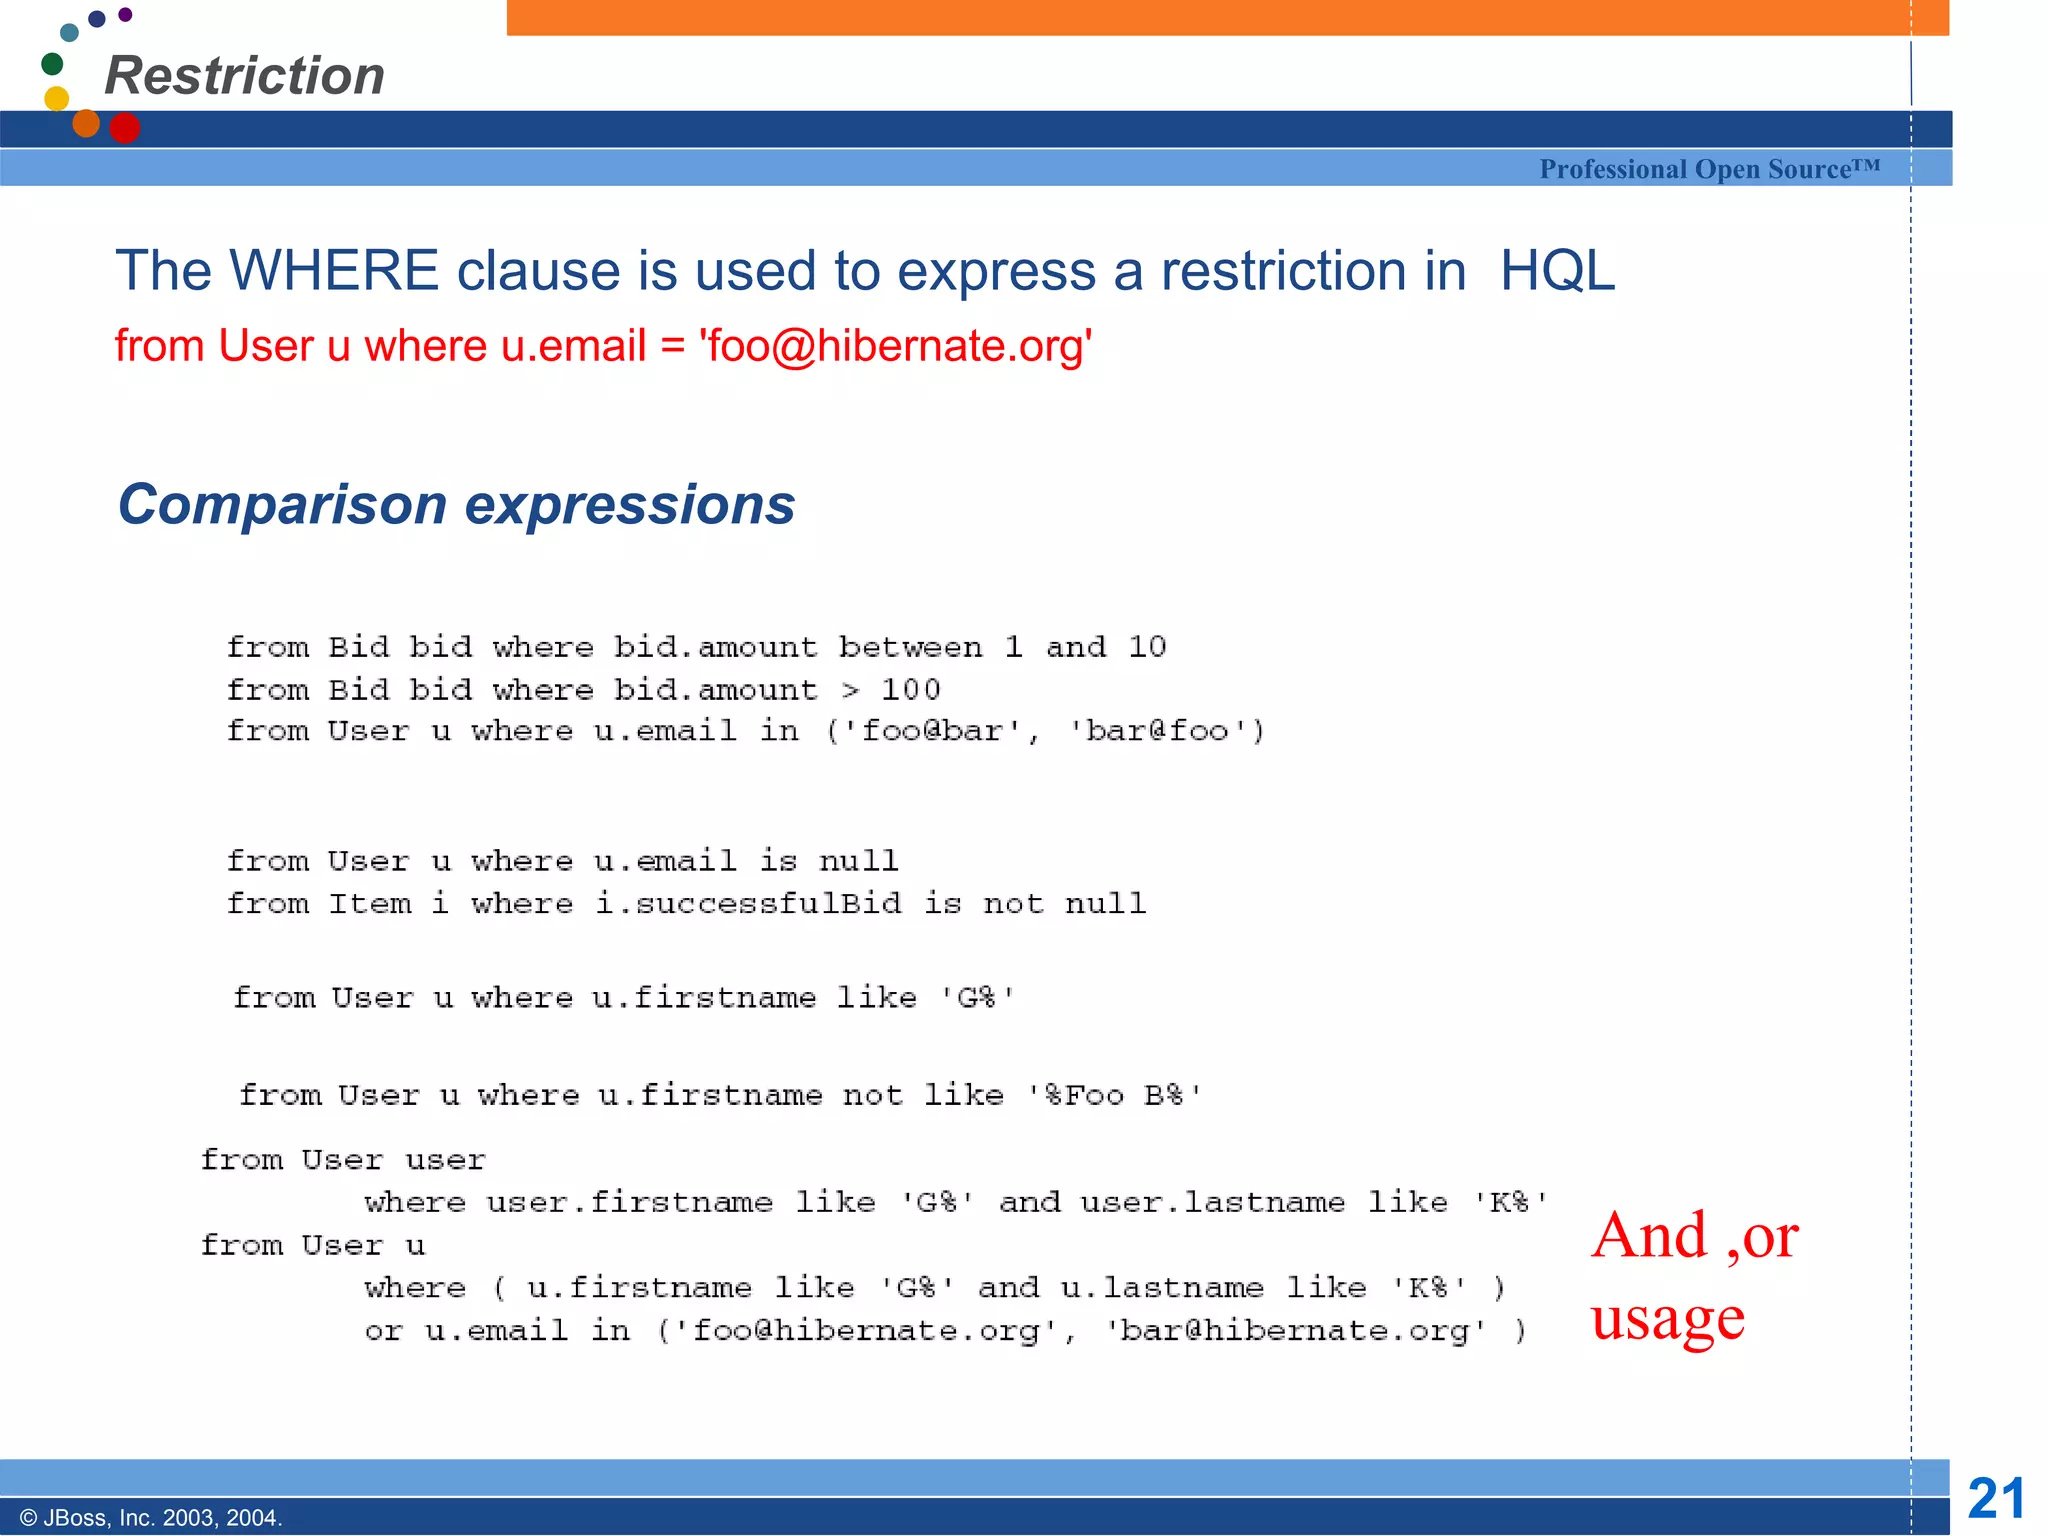 Restriction
Professional Open Source™
The WHERE clause is used to express a restriction in  HQL
from User u where u.email = 'foo@hibernate.org'
Comparison expressions
from Bid bid where bid.amount between 1 and 10
from Bid bid where bid.amount > 100
from User u where u.email in ('foo@bar', 'bar@foo')
from User u where u.email is null
from Item i where i.successfulBid is not null
from User u where u.firstname like 'G%'
from User u where u.firstname not like '%Foo B%'
from User user
where user.firstname like 'G%' and user.lastname like 'K%'
from User u
where ( u.firstname like 'G%' and u.lastname like 'K%' )
or u.email in ('foo@hibernate.org', 'bar@hibernate.org' )
And ,or
usage
© JBoss, Inc. 2003, 2004.
21